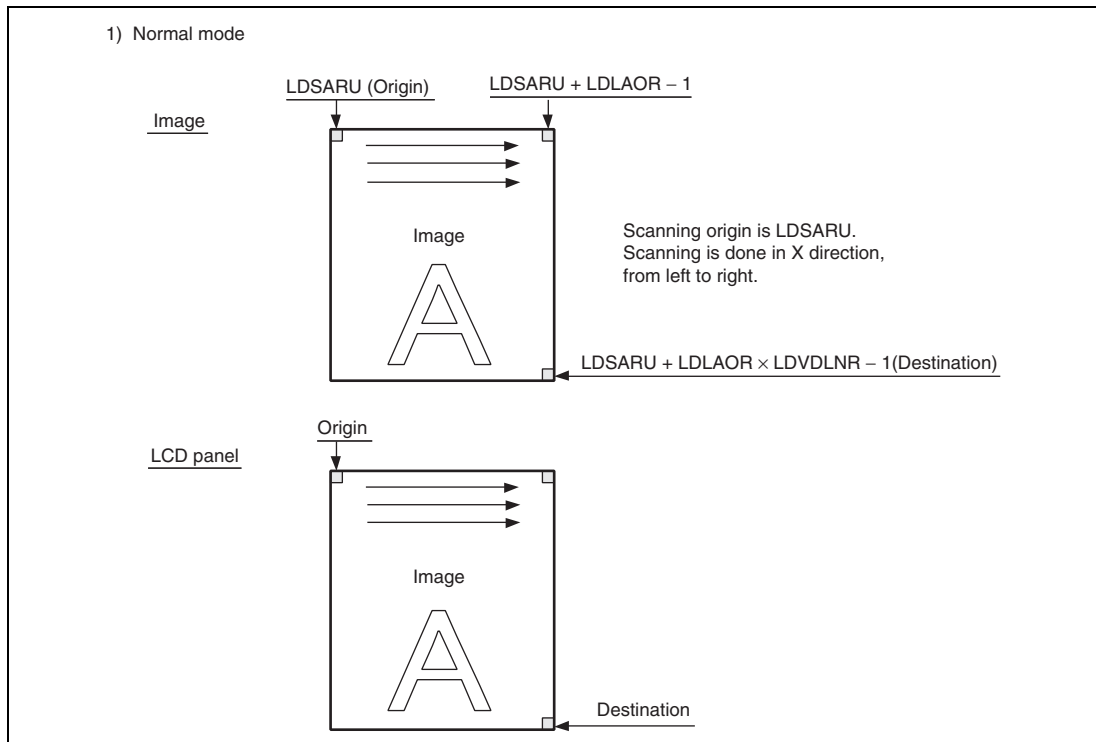 1) Normal mode
LDSARU (Origin)
LDSARU + LDLAOR − 1
Image
Image
A
Scanning origin is LDSARU.
Scanning is done in X direction,
from left to right.
LDSARU + LDLAOR × LDVDLNR − 1(Destination)
Origin
LCD panel
Image
A
Destination